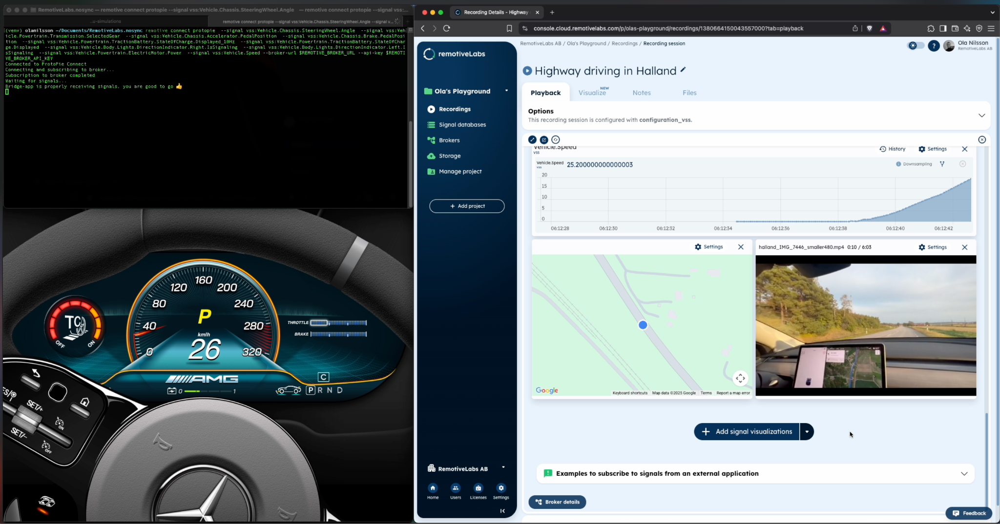 RemotiveLabs.nosync — remotive connect protopie --signal vss:Vehicle.Chassis.SteeringWheel.Angle — remotive connect protopie --signal vss:...
..u-simulations
remotive connect protopie --signal vss:Vehicle.Chassis.SteeringWheel.Angle --signal v...
(venv) olanilsson ~/Documents/RemotiveLabs.nosync remotive connect protopie --signal vss:Vehicle.Chassis.SteeringWheel.Angle --signal vss:Veh
icle.Powertrain.Transmission.SelectedGear --signal vss:Vehicle.Chassis.Accelerator.PedalPosition --signal vss:Vehicle.Chassis.Brake.PedalPosi
tion --signal vss:Vehicle.Powertrain.TractionBattery.StateOfCharge.Displayed_10Hz --signal vss:Vehicle.Powertrain.TractionBattery.StateOfChar
ge.Displayed --signal vss:Vehicle.Body.Lights.DirectionIndicator.Right.IsSignaling --signal vss:Vehicle.Body.Lights.DirectionIndicator.Left.I
sSignaling --signal vss:Vehicle.Powertrain.ElectricMotor.Power --signal vss:Vehicle.Speed --broker-url $REMOTIVE_BROKER_URL --api-key $REMOTI
VE_BROKER_API_KEY
Connected to ProtoPie Connect
Connecting and subscribing to broker...
Subscription to broker completed
Waiting for signals...
Bridge-app is properly receiving signals, you are good to go 👍
0
40
80
120
160
200
240
280
320
P
km/h
26
TC
OFF
ON
THROTTLE
BRAKE
AMG
C
0
1
P R N D
ES/
SET/+
SET/-
ON
OFF
Recording Details - Highway
console.cloud.remotivelabs.com/p/olas-playground/recordings/1380664150043557000?tab=playback
remotiveLabs
Ola's Playground
Recordings
Signal databases
Brokers
Storage
Manage project
+ Add project
RemotiveLabs AB
Home
Users
Licenses
Settings
RemotiveLabs AB / Ola's Playground / Recordings / Recording session
?
Ola Nilsson
RemotiveLabs AB
Highway driving in Halland
Playback
Visualize NEW
Notes
Files
Options
This recording session is configured with configuration_vss.
Vehicle.Speed
vss
History
Settings
Vehicle.Speed
vss
25.200000000000003
Downsampling
20
15
10
5
0
06:12:28
06:12:30
06:12:32
06:12:34
06:12:36
06:12:38
06:12:40
06:12:42
Settings
Google
Keyboard shortcuts
Map data ©2025 Google
Terms
Report a map error
halland_IMG_7446_smaller480.mp4 0:10 / 6:03
Settings
+ Add signal visualizations
Examples to subscribe to signals from an external application
Broker details
Feedback